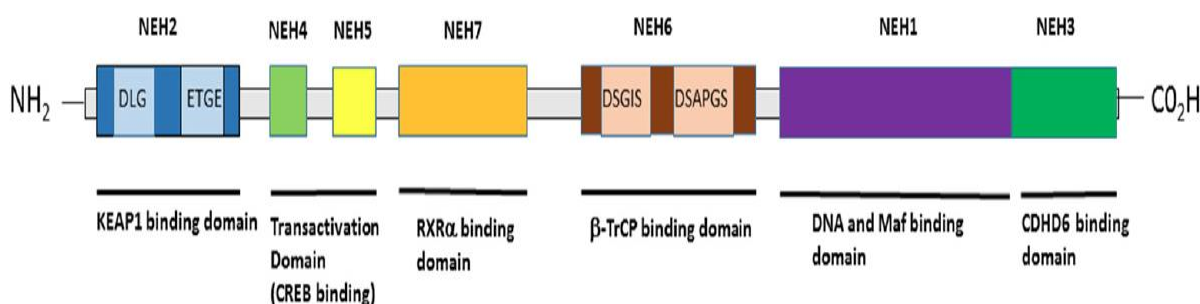 NEH2 NEH4 NEH5 NEH7 NEH6 NEH1 NEH3
NH2 DLG ETGE DSGIS DSAPGS CO2H
KEAP1 binding domain
Transactivation
Domain
(CREB binding)
RXRα binding
domain
β-TrCP binding domain
DNA and Maf binding
domain
CDHD6 binding
domain